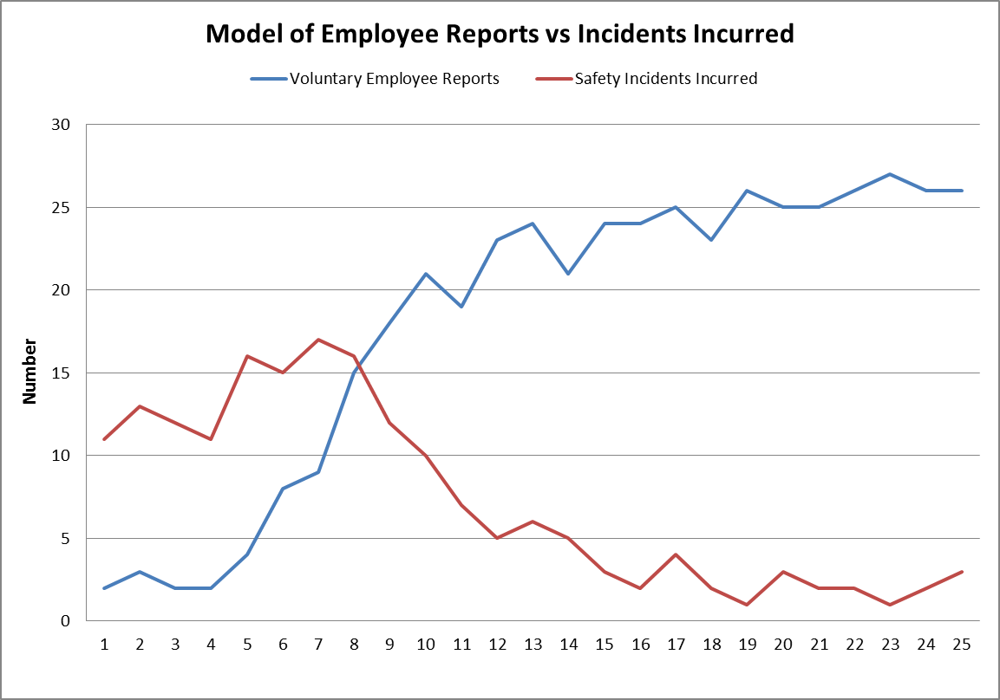 Model of Employee Reports vs Incidents Incurred
Voluntary Employee Reports Safety Incidents Incurred
30
25
20
15
10
5
0
Number
1 2 3 4 5 6 7 8 9 10 11 12 13 14 15 16 17 18 19 20 21 22 23 24 25